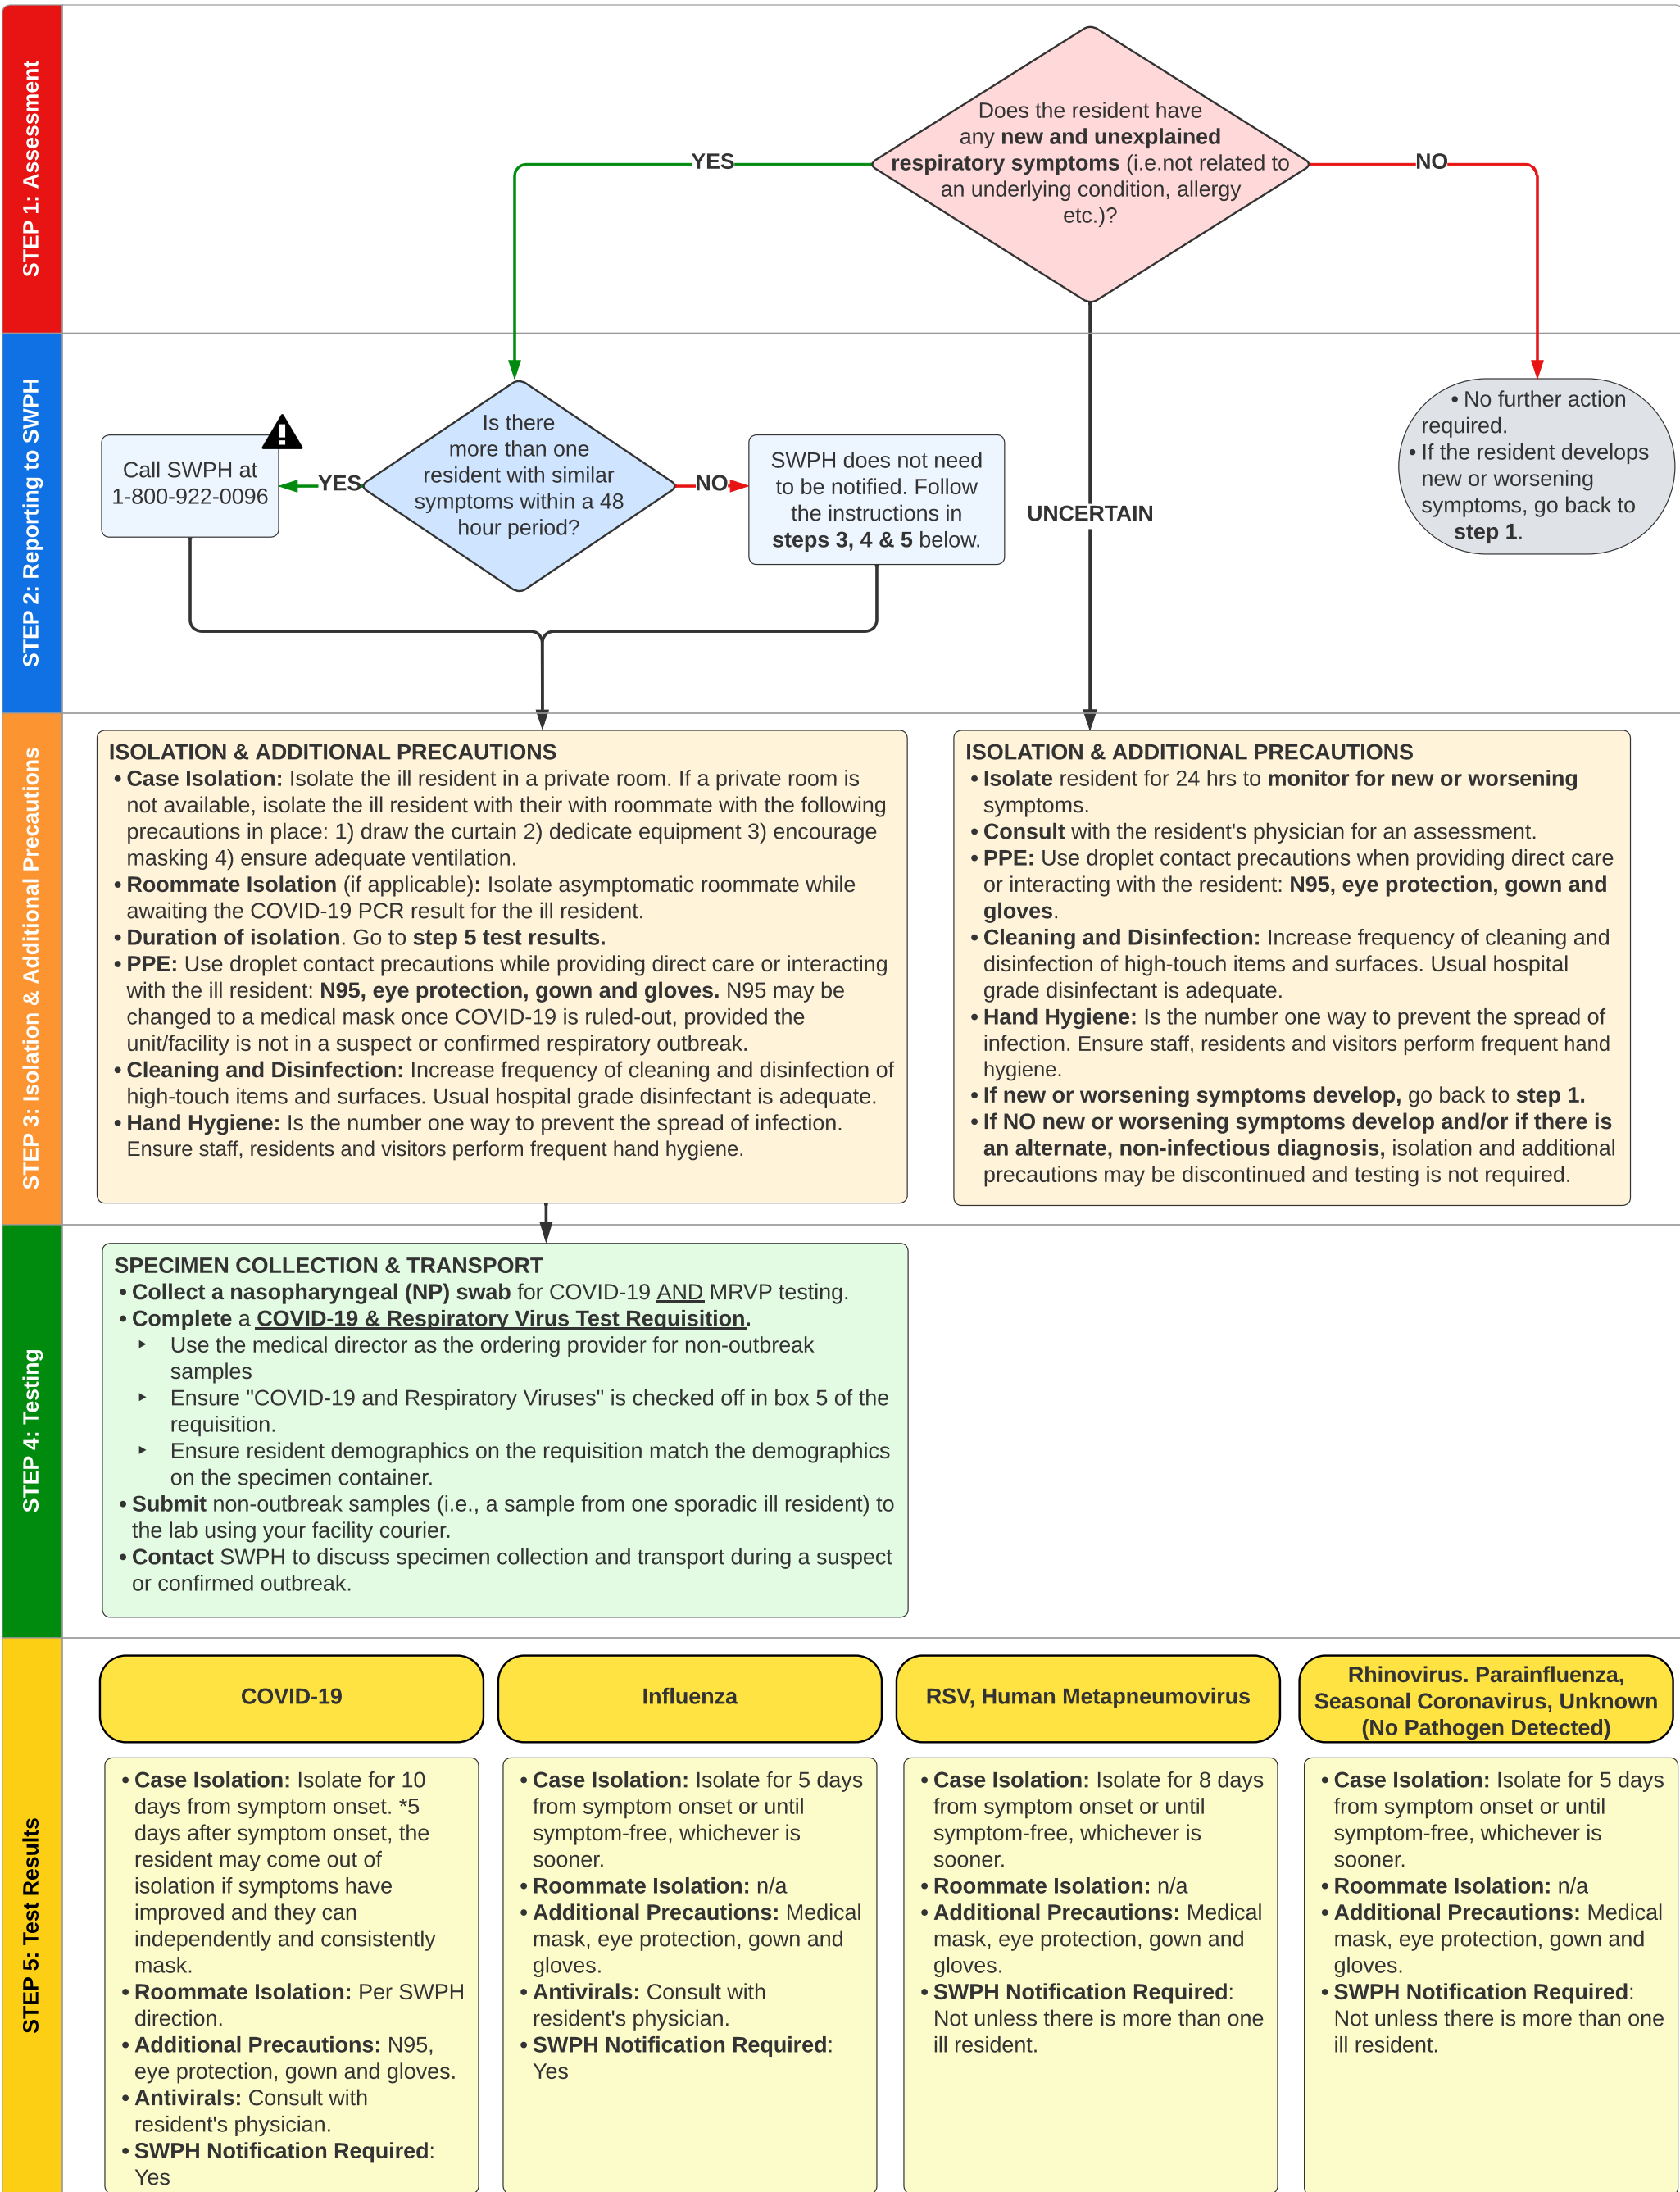 STEP 1: Assessment
Does the resident have
any new and unexplained
respiratory symptoms (i.e.not related to
an underlying condition, allergy
etc.)?
YES
NO
STEP 2: Reporting to SWPH
Call SWPH at
1-800-922-0096
YES
Is there
more than one
resident with similar
symptoms within a 48
hour period?
NO
SWPH does not need
to be notified. Follow
the instructions in
steps 3, 4 & 5 below.
UNCERTAIN
• No further action
required.
• If the resident develops
new or worsening
symptoms, go back to
step 1.
STEP 3: Isolation & Additional Precautions
ISOLATION & ADDITIONAL PRECAUTIONS
• Case Isolation: Isolate the ill resident in a private room. If a private room is
not available, isolate the ill resident with their with roommate with the following
precautions in place: 1) draw the curtain 2) dedicate equipment 3) encourage
masking 4) ensure adequate ventilation.
• Roommate Isolation (if applicable): Isolate asymptomatic roommate while
awaiting the COVID-19 PCR result for the ill resident.
• Duration of isolation. Go to step 5 test results.
• PPE: Use droplet contact precautions while providing direct care or interacting
with the ill resident: N95, eye protection, gown and gloves. N95 may be
changed to a medical mask once COVID-19 is ruled-out, provided the
unit/facility is not in a suspect or confirmed respiratory outbreak.
• Cleaning and Disinfection: Increase frequency of cleaning and disinfection of
high-touch items and surfaces. Usual hospital grade disinfectant is adequate.
• Hand Hygiene: Is the number one way to prevent the spread of infection.
Ensure staff, residents and visitors perform frequent hand hygiene.
ISOLATION & ADDITIONAL PRECAUTIONS
• Isolate resident for 24 hrs to monitor for new or worsening
symptoms.
• Consult with the resident's physician for an assessment.
• PPE: Use droplet contact precautions when providing direct care
or interacting with the resident: N95, eye protection, gown and
gloves.
• Cleaning and Disinfection: Increase frequency of cleaning and
disinfection of high-touch items and surfaces. Usual hospital
grade disinfectant is adequate.
• Hand Hygiene: Is the number one way to prevent the spread of
infection. Ensure staff, residents and visitors perform frequent hand
hygiene.
• If new or worsening symptoms develop, go back to step 1.
• If NO new or worsening symptoms develop and/or if there is
an alternate, non-infectious diagnosis, isolation and additional
precautions may be discontinued and testing is not required.
STEP 4: Testing
SPECIMEN COLLECTION & TRANSPORT
• Collect a nasopharyngeal (NP) swab for COVID-19 AND MRVP testing.
• Complete a COVID-19 & Respiratory Virus Test Requisition.
‣ Use the medical director as the ordering provider for non-outbreak
samples
‣ Ensure "COVID-19 and Respiratory Viruses" is checked off in box 5 of the
requisition.
‣ Ensure resident demographics on the requisition match the demographics
on the specimen container.
• Submit non-outbreak samples (i.e., a sample from one sporadic ill resident) to
the lab using your facility courier.
• Contact SWPH to discuss specimen collection and transport during a suspect
or confirmed outbreak.
STEP 5: Test Results
COVID-19
• Case Isolation: Isolate for 10
days from symptom onset. *5
days after symptom onset, the
resident may come out of
isolation if symptoms have
improved and they can
independently and consistently
mask.
• Roommate Isolation: Per SWPH
direction.
• Additional Precautions: N95,
eye protection, gown and gloves.
• Antivirals: Consult with
resident's physician.
• SWPH Notification Required:
Yes
Influenza
• Case Isolation: Isolate for 5 days
from symptom onset or until
symptom-free, whichever is
sooner.
• Roommate Isolation: n/a
• Additional Precautions: Medical
mask, eye protection, gown and
gloves.
• Antivirals: Consult with
resident's physician.
• SWPH Notification Required:
Yes
RSV, Human Metapneumovirus
• Case Isolation: Isolate for 8 days
from symptom onset or until
symptom-free, whichever is
sooner.
• Roommate Isolation: n/a
• Additional Precautions: Medical
mask, eye protection, gown and
gloves.
• SWPH Notification Required:
Not unless there is more than one
ill resident.
Rhinovirus. Parainfluenza,
Seasonal Coronavirus, Unknown
(No Pathogen Detected)
• Case Isolation: Isolate for 5 days
from symptom onset or until
symptom-free, whichever is
sooner.
• Roommate Isolation: n/a
• Additional Precautions: Medical
mask, eye protection, gown and
gloves.
• SWPH Notification Required:
Not unless there is more than one
ill resident.